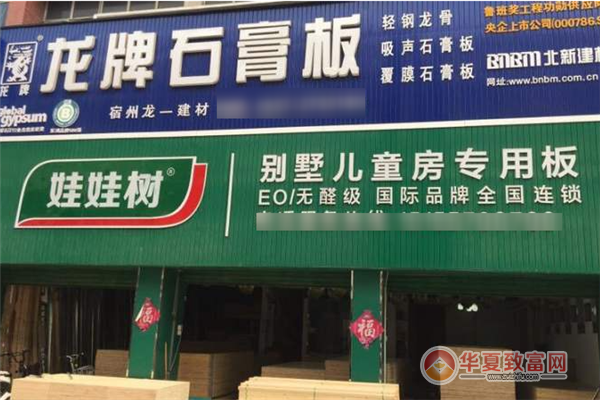 龙牌
龙牌石膏板
轻钢龙骨
吸声石膏板
覆膜石膏板
鲁班奖工程功勋供应商
央企上市公司(000786.S
BNBM北新建材
网址:www.bnbm.com.cn
global
gypsum
宿州龙一建材
娃娃树®
别墅儿童房专用板
EO/无醛级 国际品牌全国连锁
福
福
华夏致富网